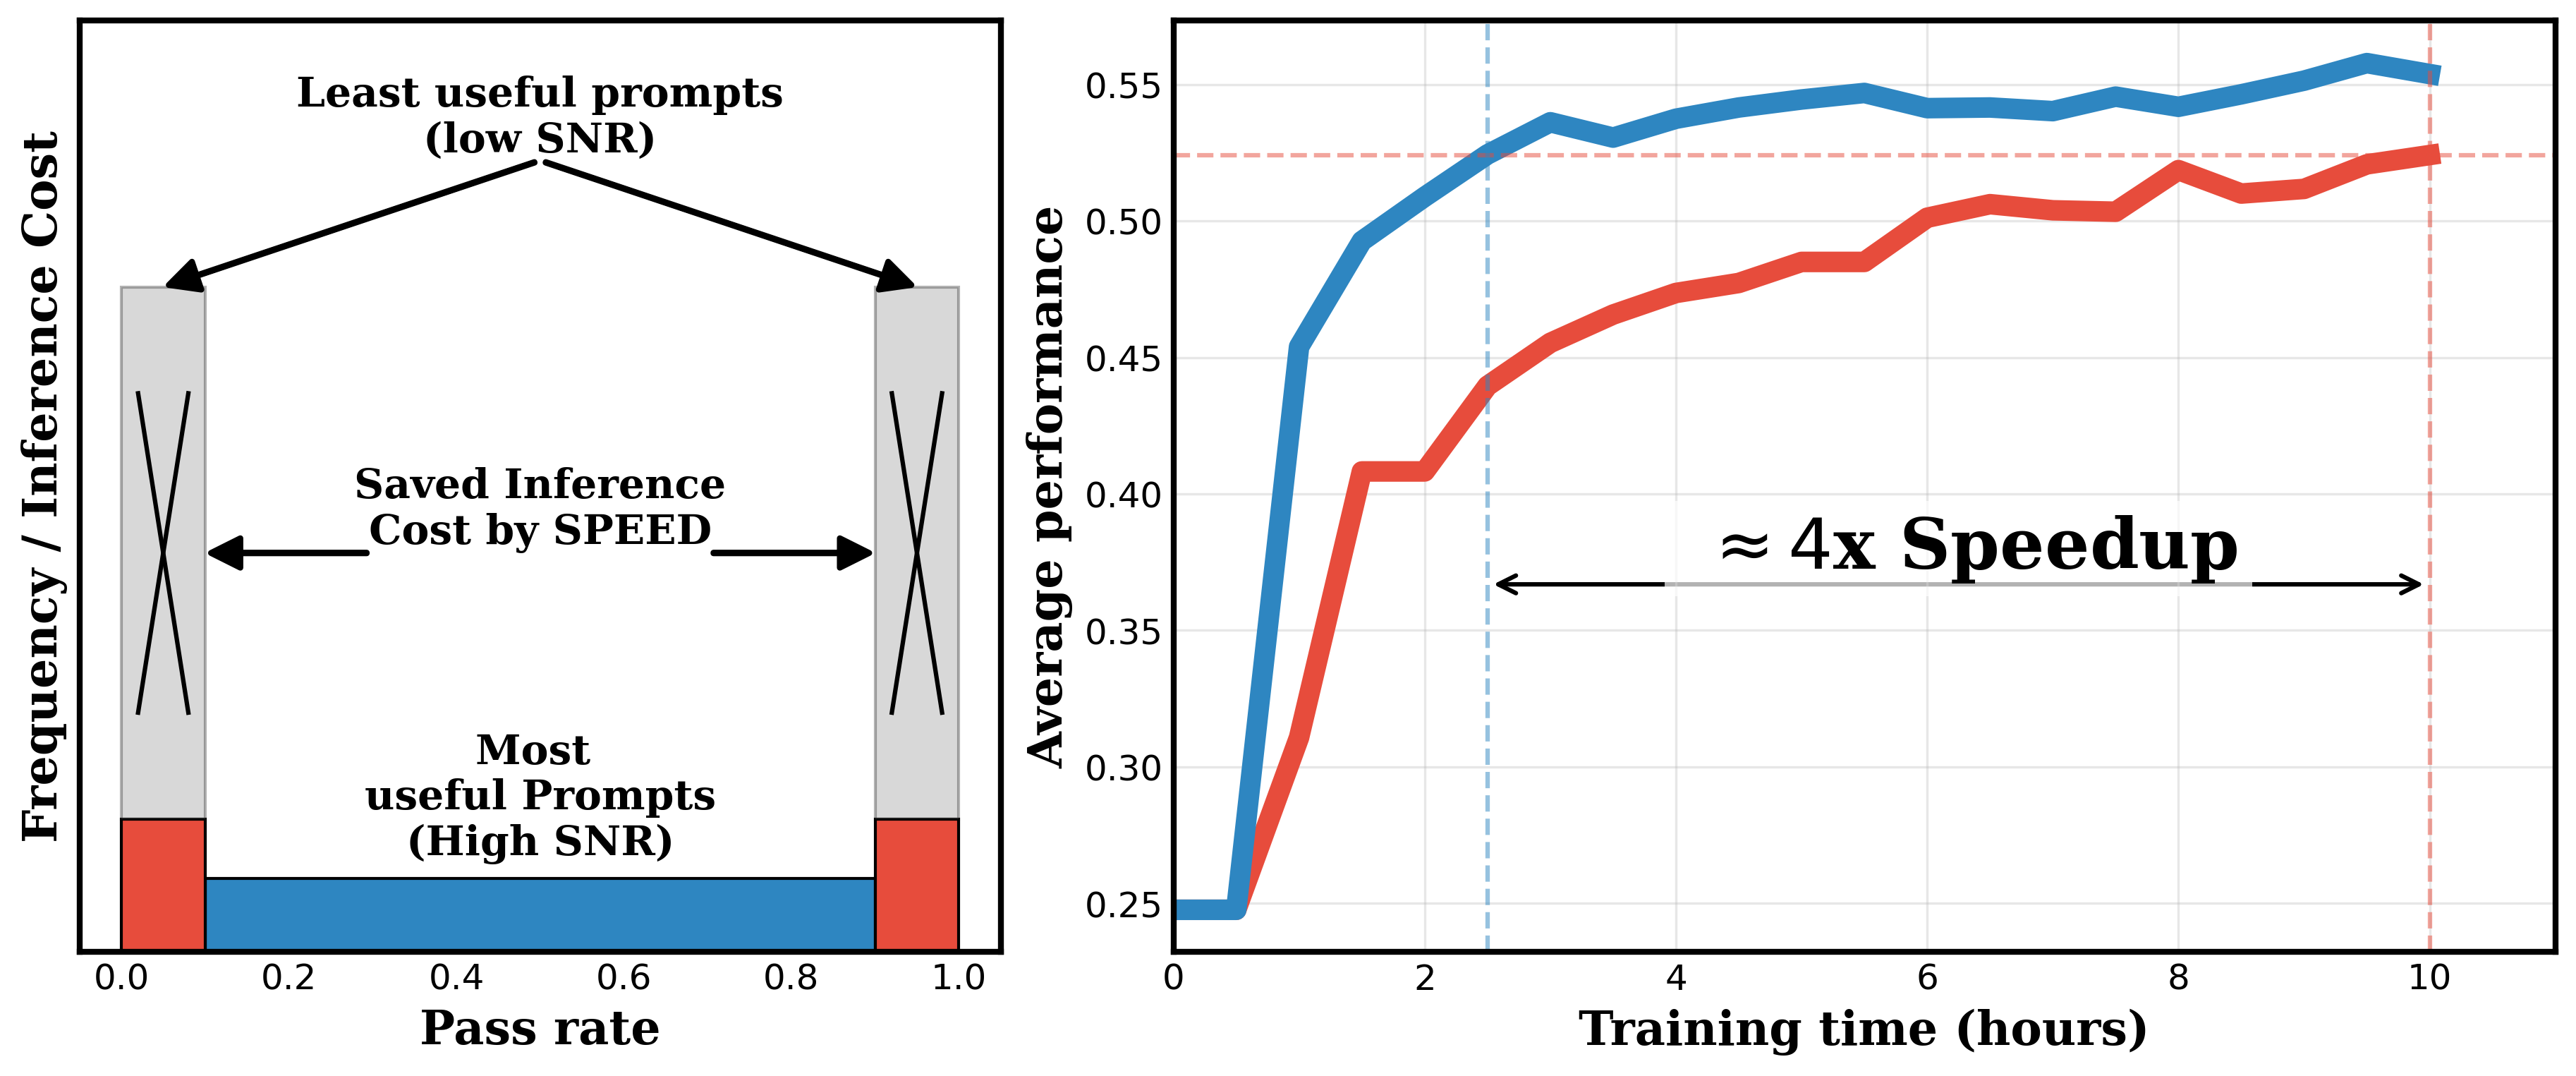 Frequency / Inference Cost
Least useful prompts
(low SNR)
Saved Inference
Cost by SPEED
Most
useful Prompts
(High SNR)
0.0 0.2 0.4 0.6 0.8 1.0
Pass rate
Average performance
0.55
0.50
0.45
0.40
0.35
0.30
0.25
≈ 4x Speedup
0 2 4 6 8 10
Training time (hours)